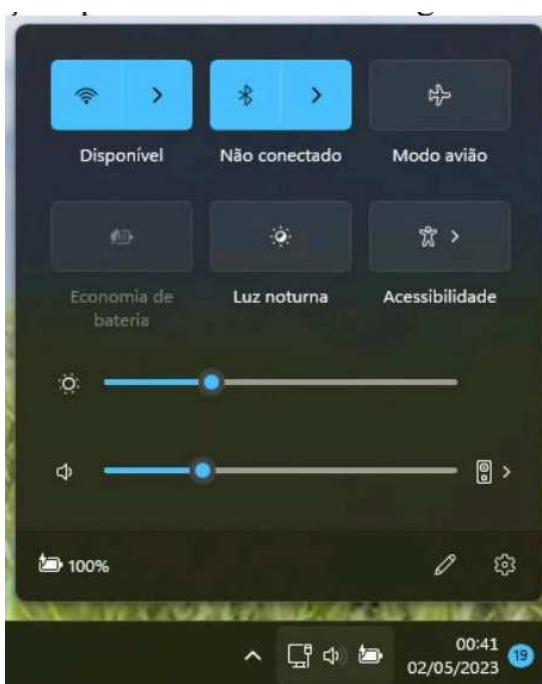 Disponível
Não conectado
Modo avião
Economia de
bateria
Luz noturna
Acessibilidade
100%
00:41
02/05/2023
19